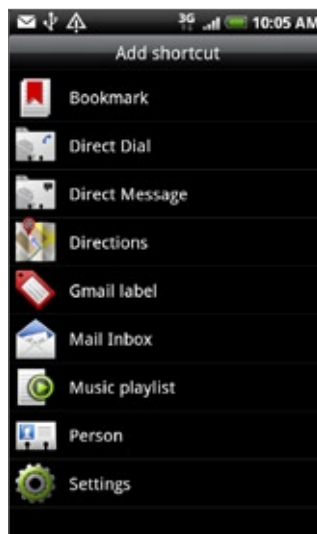 3G 10:05 AM
Add shortcut
Bookmark
Direct Dial
Direct Message
Directions
Gmail label
Mail Inbox
Music playlist
Person
Settings